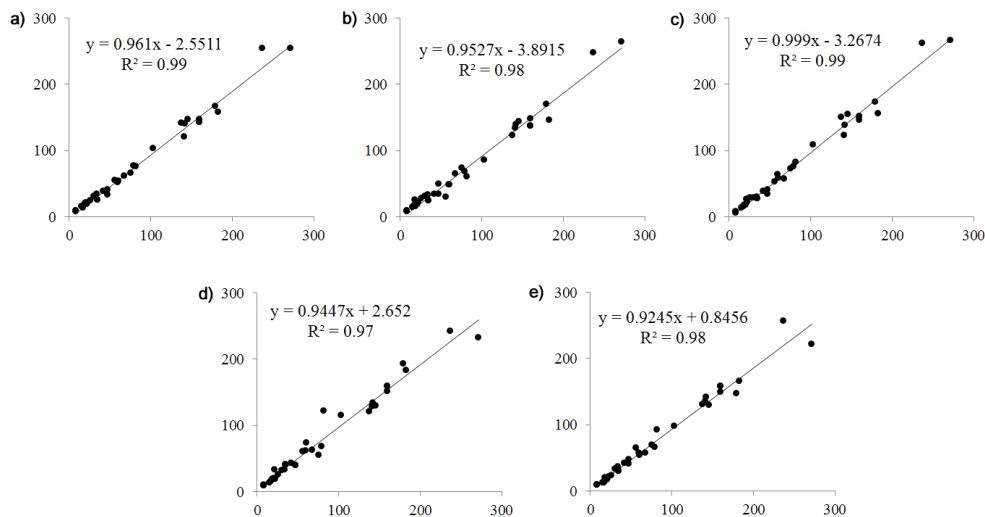 a)
y = 0.961x - 2.5511
R² = 0.99
300
200
100
0
0 100 200 300
b)
y = 0.9527x - 3.8915
R² = 0.98
300
200
100
0
0 100 200 300
c)
y = 0.999x - 3.2674
R² = 0.99
300
200
100
0
0 100 200 300
d)
y = 0.9447x + 2.652
R² = 0.97
300
200
100
0
0 100 200 300
e)
y = 0.9245x + 0.8456
R² = 0.98
300
200
100
0
0 100 200 300